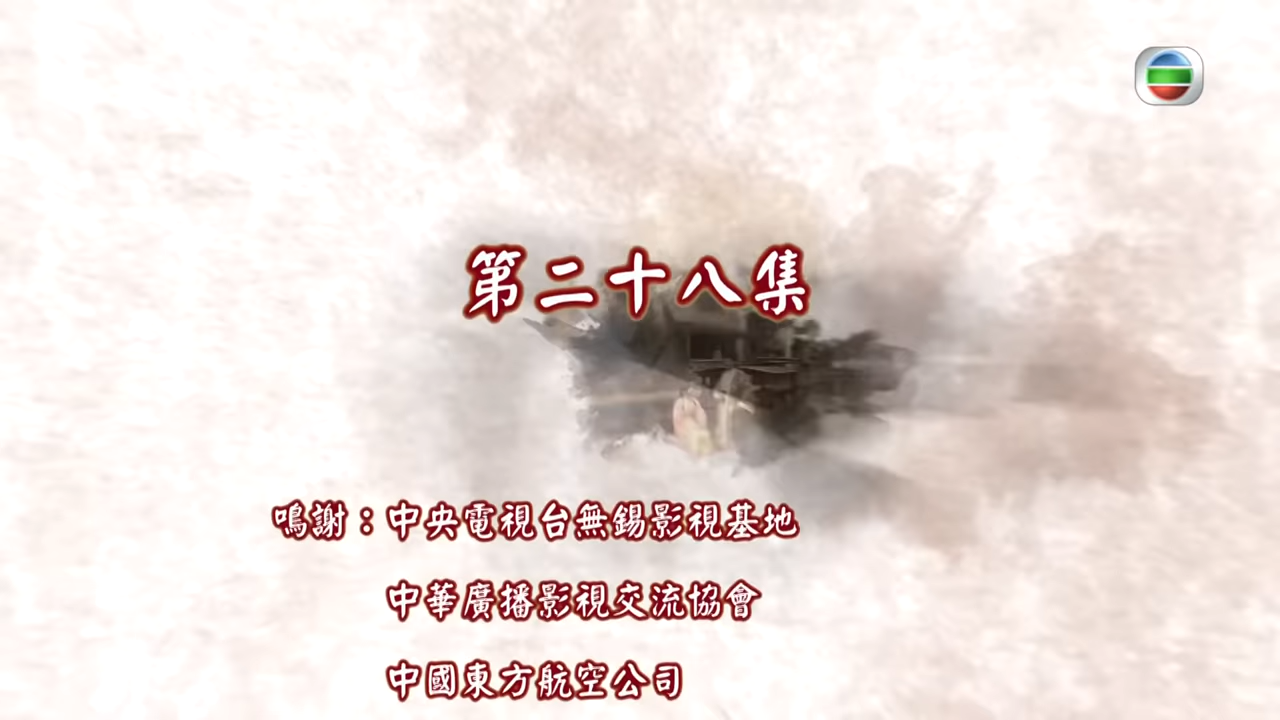 第二十八集
鳴謝：中央電視台無錫影視基地
中華廣播影視交流協會
中國東方航空公司